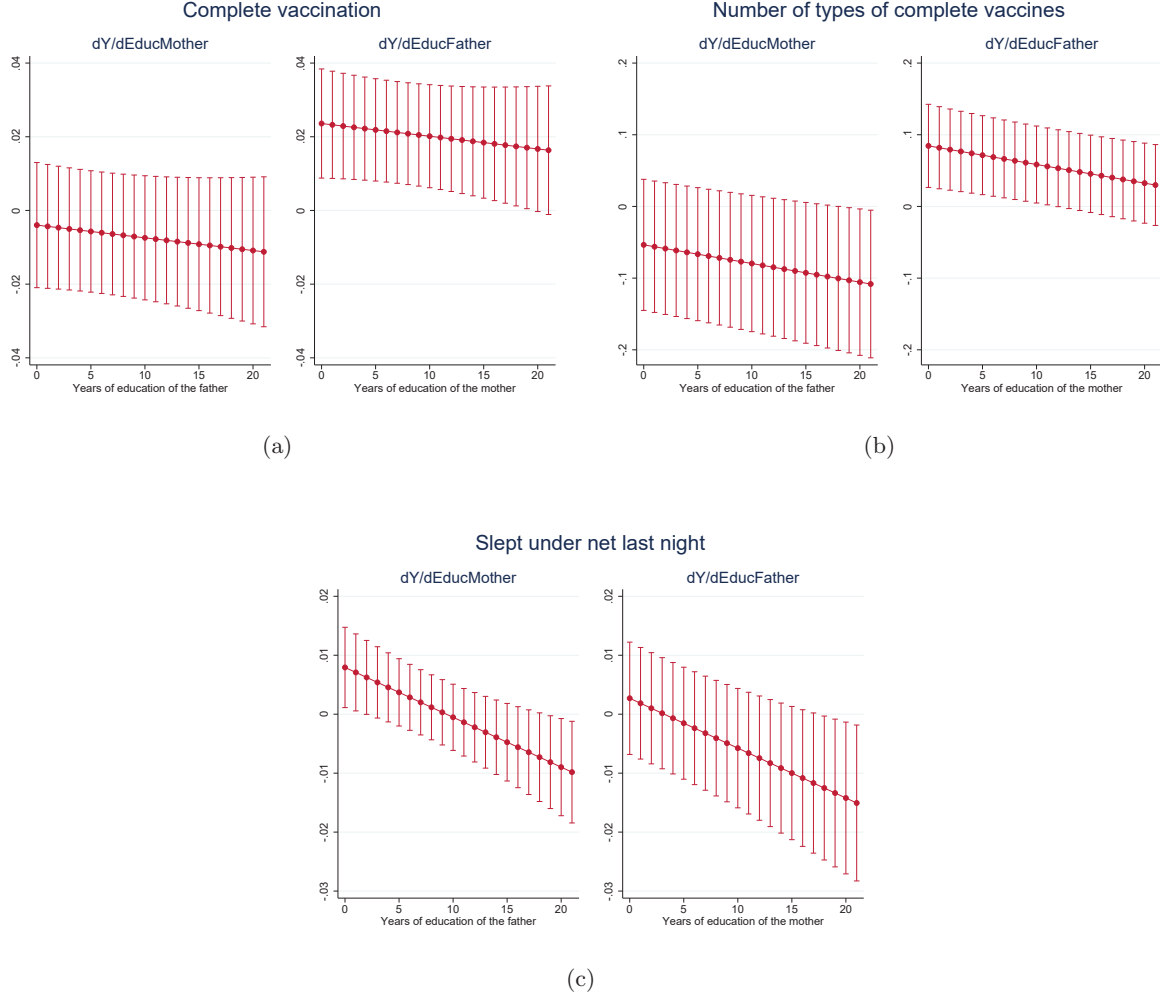 Complete vaccination
dY/dEducMother
dY/dEducFather
.04
.02
0
-.02
-.04
0 5 10 15 20
Years of education of the father
.04
.02
0
-.02
-.04
0 5 10 15 20
Years of education of the mother
(a)
Number of types of complete vaccines
dY/dEducMother
dY/dEducFather
.2
.1
0
-.1
-.2
0 5 10 15 20
Years of education of the father
.2
.1
0
-.1
-.2
0 5 10 15 20
Years of education of the mother
(b)
Slept under net last night
dY/dEducMother
dY/dEducFather
.02
.01
0
-.01
-.02
-.03
0 5 10 15 20
Years of education of the father
.02
.01
0
-.01
-.02
-.03
0 5 10 15 20
Years of education of the mother
(c)